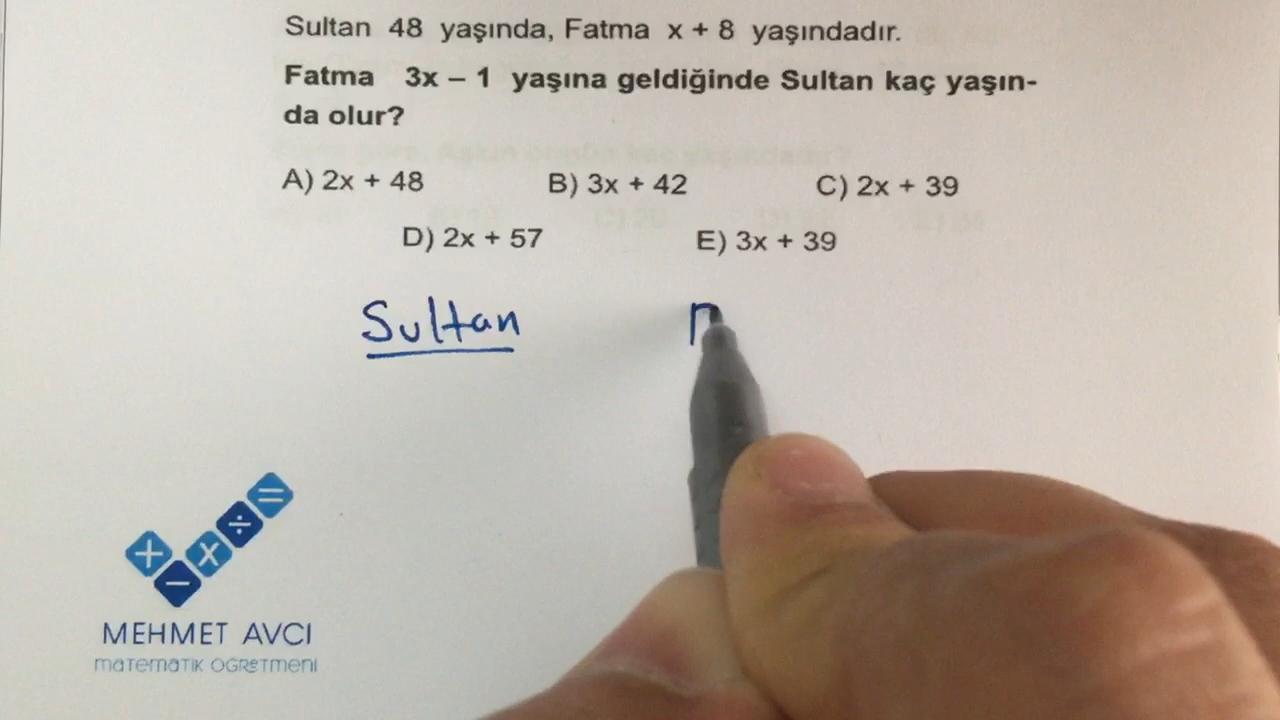 Sultan 48 yaşında, Fatma x + 8 yaşındadır.
Fatma 3x – 1 yaşına geldiğinde Sultan kaç yaşın-
da olur?
A) 2x + 48 B) 3x + 42 C) 2x + 39
D) 2x + 57 E) 3x + 39
Sultan
MEHMET AVCI
matematik ÖĞRETMENİ